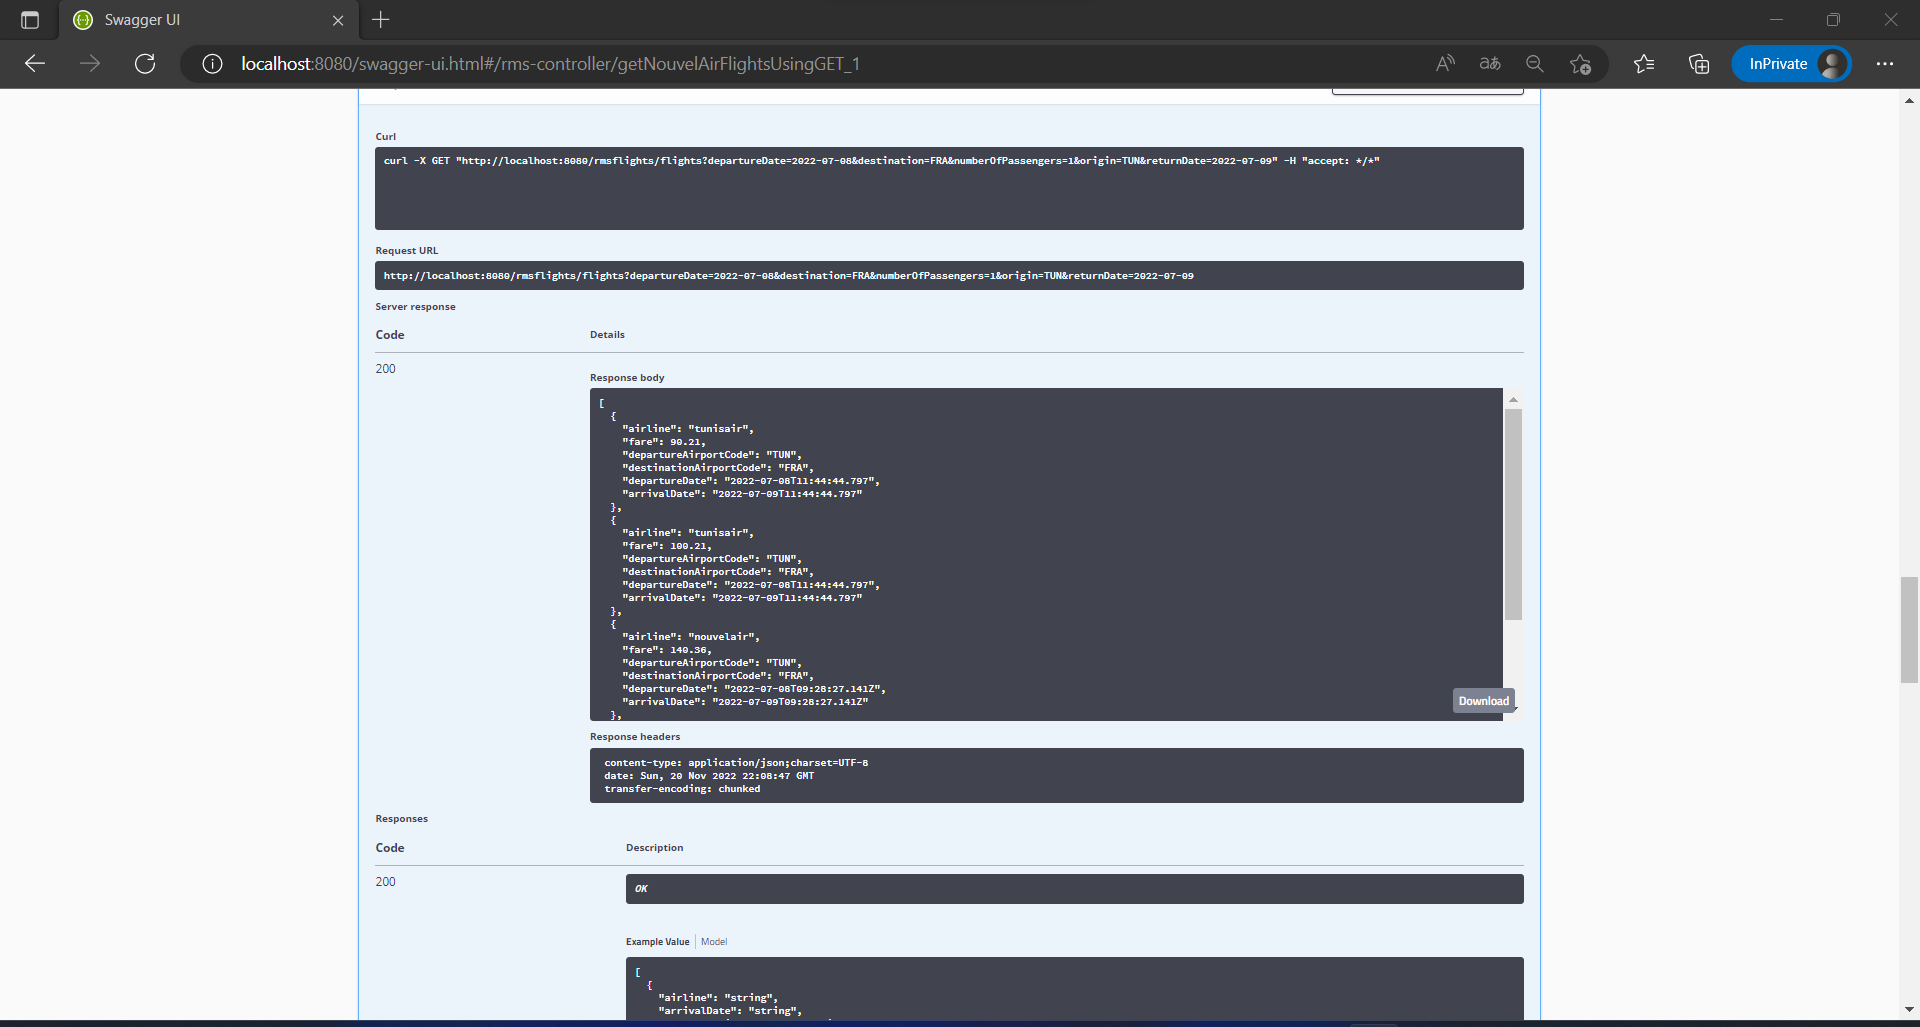 Swagger UI
localhost:8080/swagger-ui.html#/rms-controller/getNouvelAirFlightsUsingGET_1
InPrivate
Curl
curl -X GET "http://localhost:8080/rmsflights/flights?departureDate=2022-07-08&destination=FRA&numberOfPassengers=1&origin=TUN&returnDate=2022-07-09" -H "accept: */*"
Request URL
http://localhost:8080/rmsflights/flights?departureDate=2022-07-08&destination=FRA&numberOfPassengers=1&origin=TUN&returnDate=2022-07-09
Server response
Code Details
200
Response body
[
{
"airline": "tunisair",
"fare": 90.21,
"departureAirportCode": "TUN",
"destinationAirportCode": "FRA",
"departureDate": "2022-07-08T11:44:44.797",
"arrivalDate": "2022-07-09T11:44:44.797"
},
{
"airline": "tunisair",
"fare": 100.21,
"departureAirportCode": "TUN",
"destinationAirportCode": "FRA",
"departureDate": "2022-07-08T11:44:44.797",
"arrivalDate": "2022-07-09T11:44:44.797"
},
{
"airline": "nouvelair",
"fare": 140.36,
"departureAirportCode": "TUN",
"destinationAirportCode": "FRA",
"departureDate": "2022-07-08T09:28:27.141Z",
"arrivalDate": "2022-07-09T09:28:27.141Z"
},
Download
Response headers
content-type: application/json;charset=UTF-8
date: Sun, 20 Nov 2022 22:08:47 GMT
transfer-encoding: chunked
Responses
Code Description
200
OK
Example Value Model
[
{
"airline": "string",
"arrivalDate": "string",